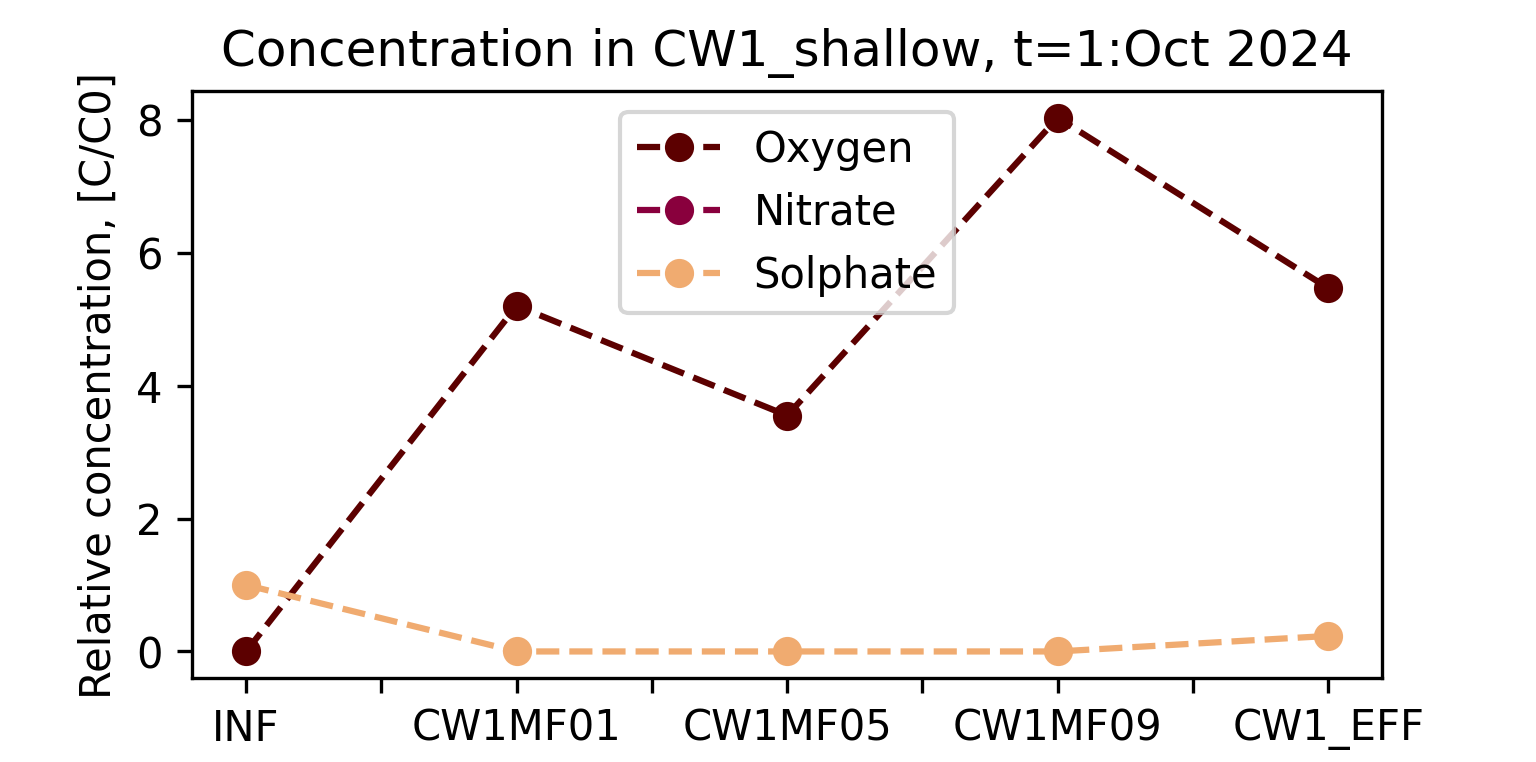 Concentration in CW1_shallow, t=1:Oct 2024
Relative concentration, [C/C0]
8
6
4
2
0
Oxygen
Nitrate
Solphate
INF CW1MF01 CW1MF05 CW1MF09 CW1_EFF